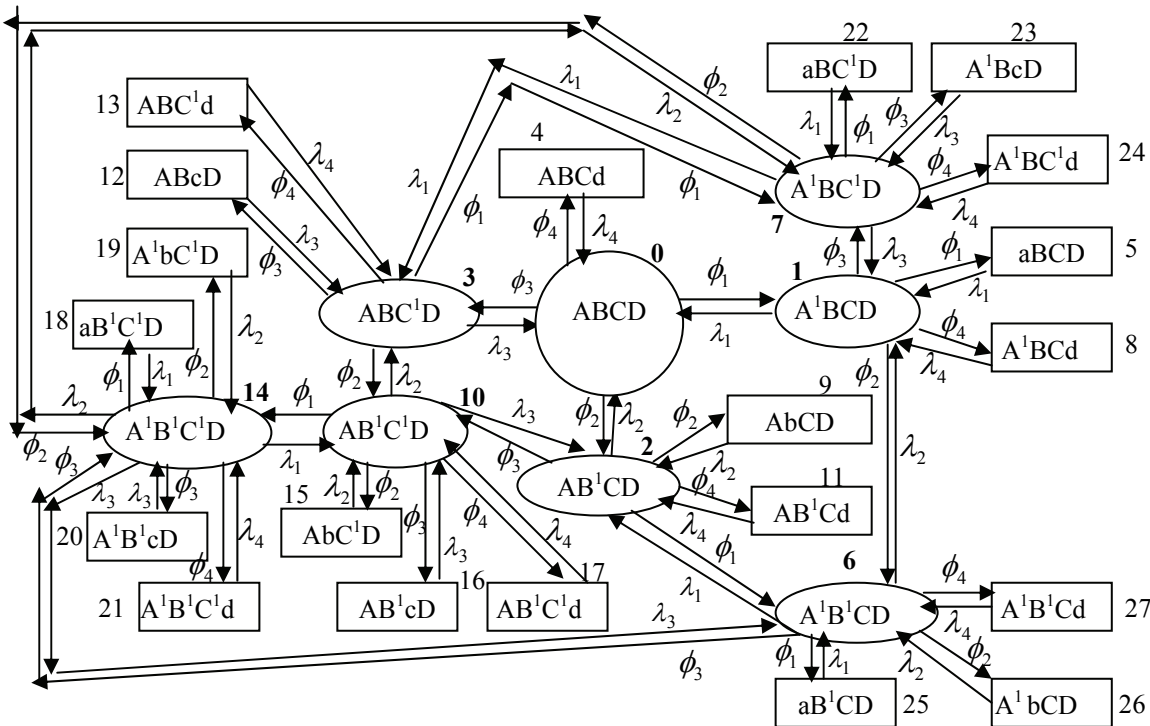 22 23
aBC¹D A¹BcD
13 ABC¹d λ₁ ϕ₂
λ₂ λ₁ ϕ₁ ϕ₃ λ₃
4 24
12 ABcD λ₄ ϕ₄ λ₁ ABCd ϕ₁ A¹BC¹D ϕ₄ A¹BC¹d
19 λ₃ ϕ₁ ϕ₄ λ₄ 7 λ₄
A¹bC¹D ϕ₃ 3 0 ϕ₃ λ₃ ϕ₁ aBCD 5
18 aB¹C¹D λ₂ ABC¹D ϕ₃ λ₃ ABCD ϕ₁ λ₁ 1 A¹BCD λ₁
ϕ₄ λ₄ A¹BCd 8
ϕ₁ λ₁ ϕ₂ ϕ₂ λ₂ 9
λ₂ 14 ϕ₁ 10 λ₃ ϕ₂ λ₂ ϕ₂ AbCD ϕ₂
A¹B¹C¹D AB¹C¹D 2 λ₂ λ₂
ϕ₂ ϕ₃ λ₁ ϕ₃ AB¹CD ϕ₄ 11
λ₃ λ₃ ϕ₃ 15 λ₂ ϕ₂ AB¹Cd
20 A¹B¹cD AbC¹D ϕ₃ ϕ₄ λ₄ λ₄ ϕ₁
ϕ₄ λ₄ λ₃ λ₁ 6
21 A¹B¹C¹d AB¹cD 16 AB¹C¹d 17 A¹B¹CD ϕ₄ A¹B¹Cd 27
λ₃ λ₄ ϕ₂
ϕ₃ ϕ₁ λ₁ λ₂
aB¹CD 25 A¹ bCD 26